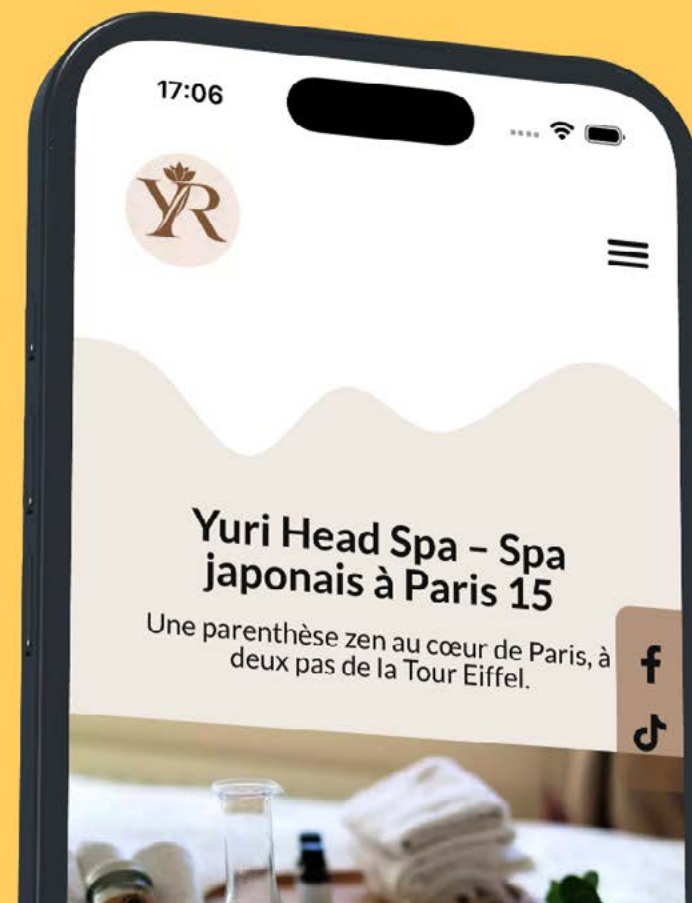 17:06
YR
Yuri Head Spa – Spa
japonais à Paris 15
Une parenthèse zen au cœur de Paris, à
deux pas de la Tour Eiffel.